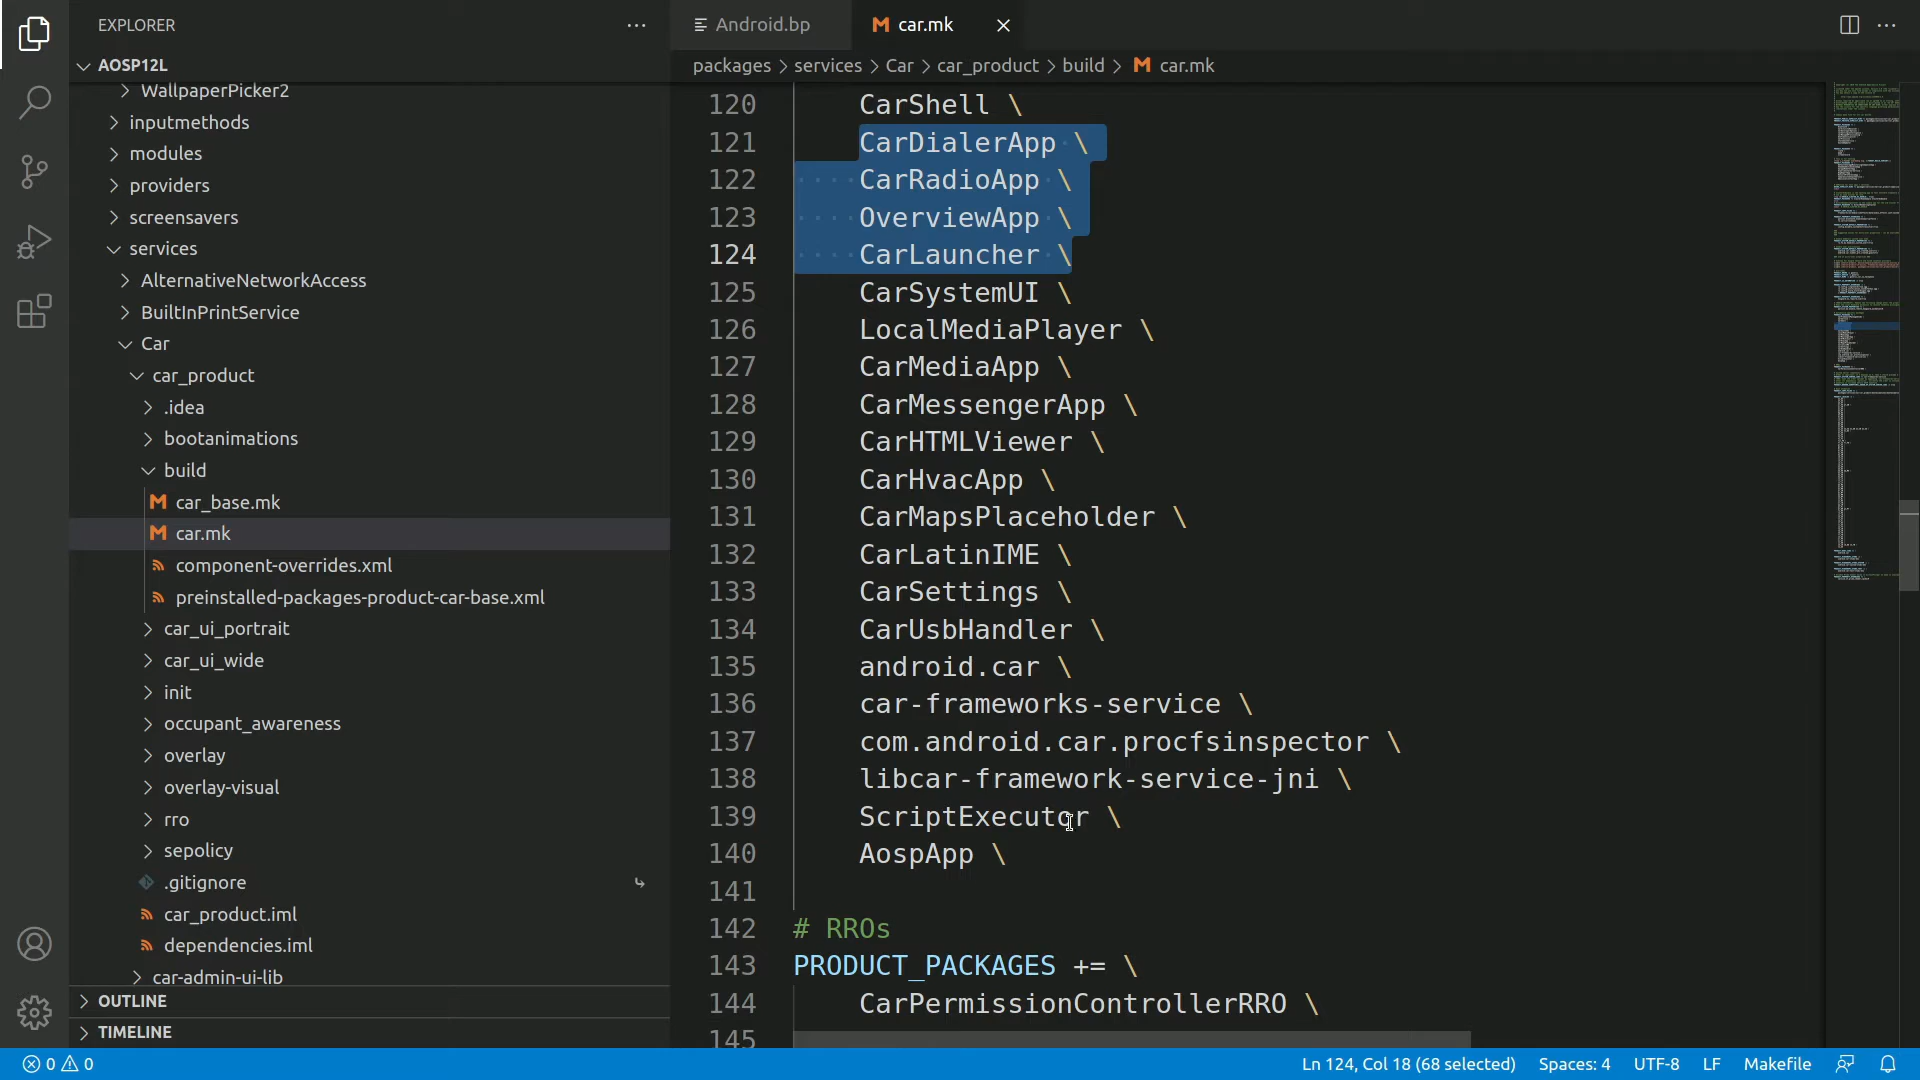 EXPLORER
AOSP12L
WallpaperPicker2
inputmethods
modules
providers
screensavers
services
AlternativeNetworkAccess
BuiltInPrintService
Car
car_product
.idea
bootanimations
build
car_base.mk
car.mk
component-overrides.xml
preinstalled-packages-product-car-base.xml
car_ui_portrait
car_ui_wide
init
occupant_awareness
overlay
overlay-visual
rro
sepolicy
.gitignore
car_product.iml
dependencies.iml
car-admin-ui-lib
OUTLINE
TIMELINE
Android.bp
car.mk
packages > services > Car > car_product > build > car.mk
120 CarShell \
121 CarDialerApp \
122 CarRadioApp \
123 OverviewApp \
124 CarLauncher \
125 CarSystemUI \
126 LocalMediaPlayer \
127 CarMediaApp \
128 CarMessengerApp \
129 CarHTMLViewer \
130 CarHvacApp \
131 CarMapsPlaceholder \
132 CarLatinIME \
133 CarSettings \
134 CarUsbHandler \
135 android.car \
136 car-frameworks-service \
137 com.android.car.procfsinspector \
138 libcar-framework-service-jni \
139 ScriptExecutor \
140 AospApp \
141
142 # RROs
143 PRODUCT_PACKAGES += \
144 CarPermissionControllerRRO \
145
0 0
Ln 124, Col 18 (68 selected) Spaces: 4 UTF-8 LF Makefile